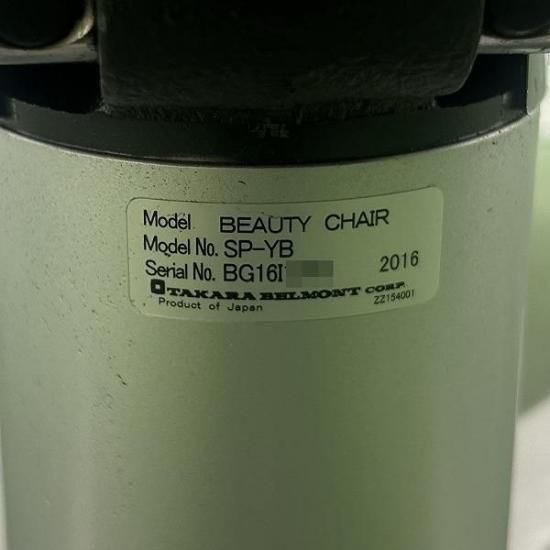 Model BEAUTY CHAIR
Model No. SP-YB
Serial No. BG16I
2016
TAKARA BELMONT CORP.
Product of Japan
ZZ154001